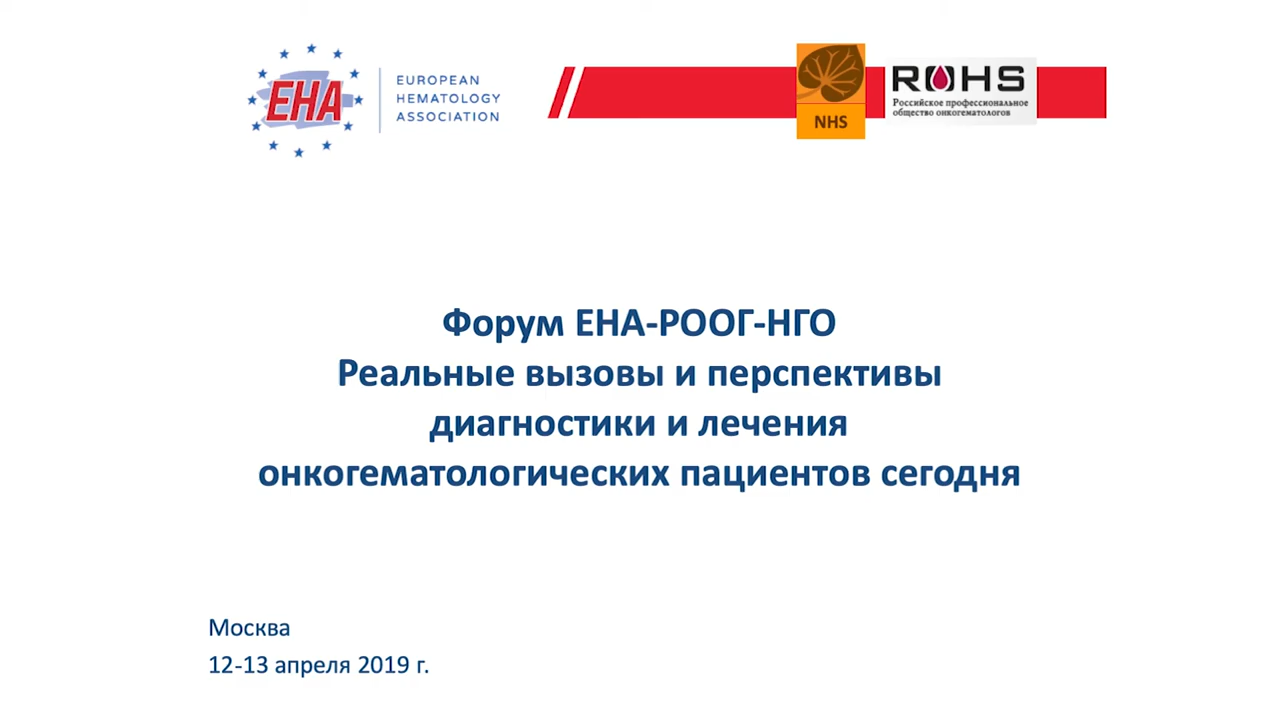 EHA
EUROPEAN
HEMATOLOGY
ASSOCIATION
NHS
ROHS
Российское профессиональное
общество онкогематологов
Форум ЕНА-РООГ-НГО
Реальные вызовы и перспективы
диагностики и лечения
онкогематологических пациентов сегодня
Москва
12-13 апреля 2019 г.